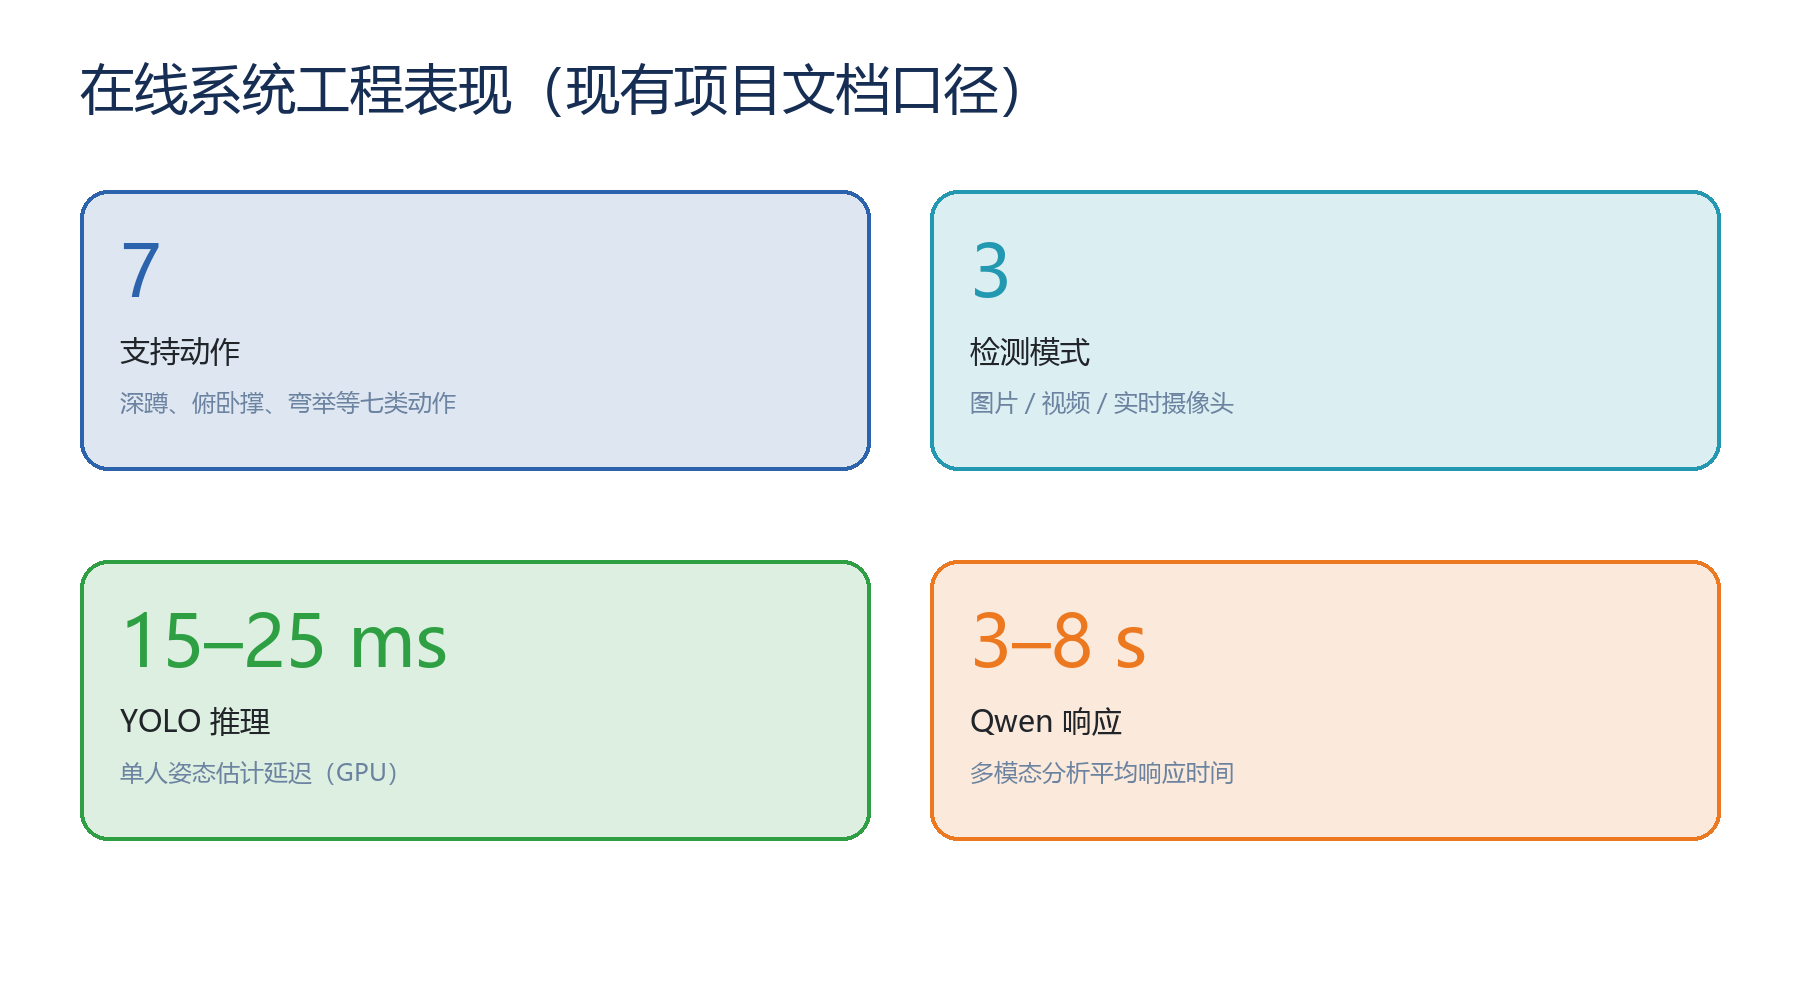 在线系统工程表现（现有项目文档口径）
7
支持动作
深蹲、俯卧撑、弯举等七类动作
3
检测模式
图片 / 视频 / 实时摄像头
15–25 ms
YOLO 推理
单人姿态估计延迟（GPU）
3–8 s
Qwen 响应
多模态分析平均响应时间